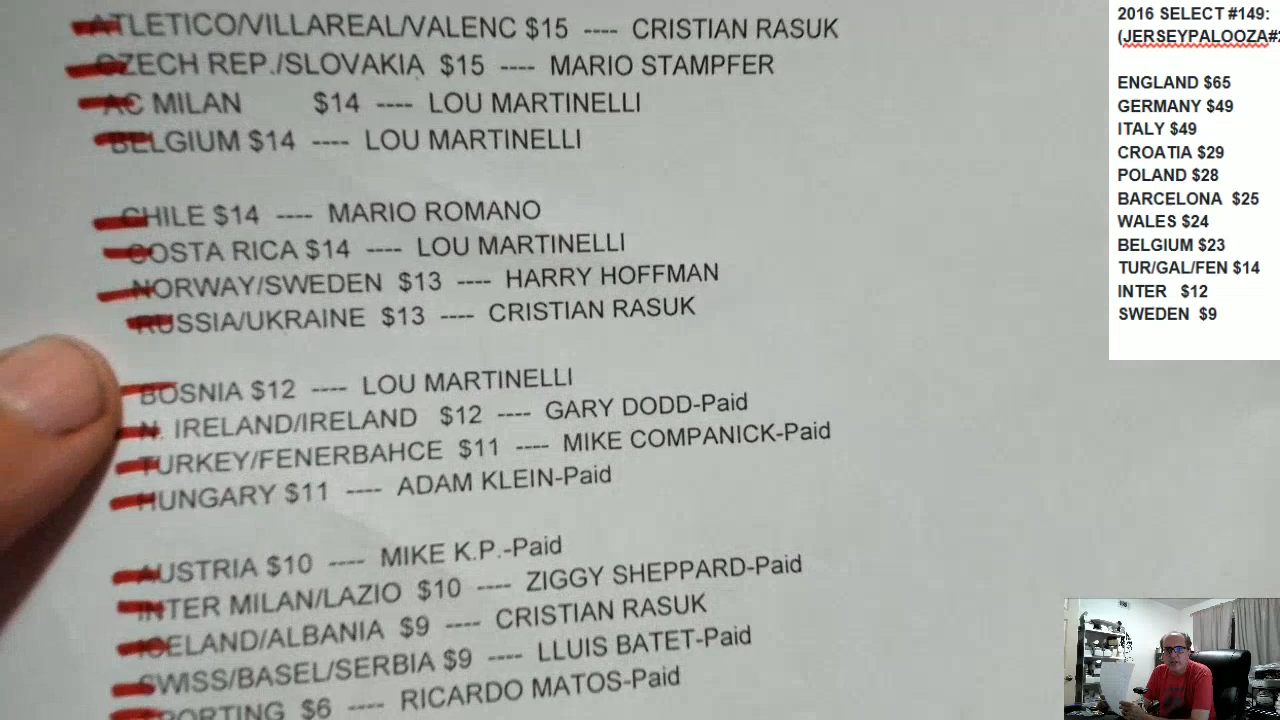 ATLETICO/VILLAREAL/VALENC $15 ---- CRISTIAN RASUK
CZECH REP./SLOVAKIA $15 ---- MARIO STAMPFER
AC MILAN $14 ---- LOU MARTINELLI
BELGIUM $14 ---- LOU MARTINELLI
CHILE $14 ---- MARIO ROMANO
COSTA RICA $14 ---- LOU MARTINELLI
NORWAY/SWEDEN $13 ---- HARRY HOFFMAN
RUSSIA/UKRAINE $13 ---- CRISTIAN RASUK
BOSNIA $12 ---- LOU MARTINELLI
N. IRELAND/IRELAND $12 ---- GARY DODD-Paid
TURKEY/FENERBAHCE $11 ---- MIKE COMPANICK-Paid
HUNGARY $11 ---- ADAM KLEIN-Paid
AUSTRIA $10 ---- MIKE K.P.-Paid
INTER MILAN/LAZIO $10 ---- ZIGGY SHEPPARD-Paid
ICELAND/ALBANIA $9 ---- CRISTIAN RASUK
SWISS/BASEL/SERBIA $9 ---- LLUIS BATET-Paid
SPORTING $6 ---- RICARDO MATOS-Paid
2016 SELECT #149:
(JERSEYPALOOZA#2
ENGLAND $65
GERMANY $49
ITALY $49
CROATIA $29
POLAND $28
BARCELONA $25
WALES $24
BELGIUM $23
TUR/GAL/FEN $14
INTER $12
SWEDEN $9